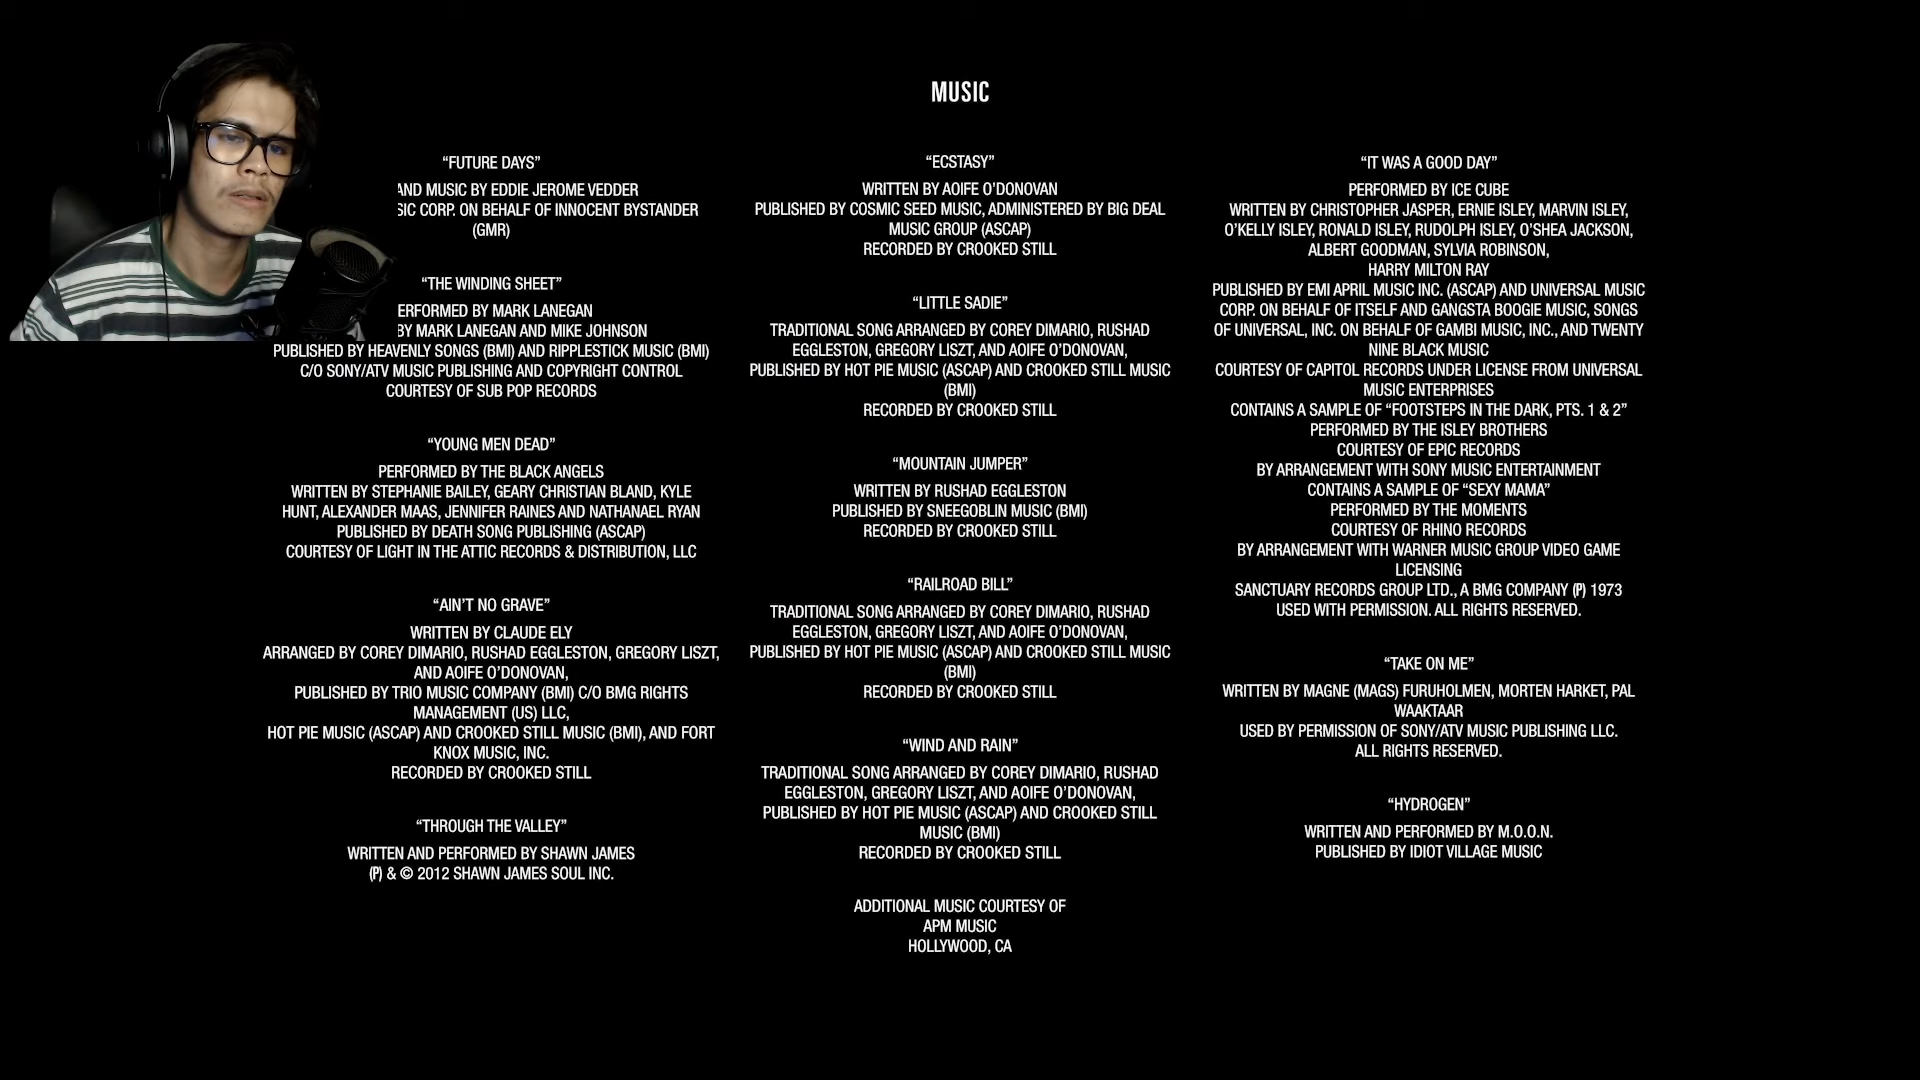 MUSIC
“FUTURE DAYS”
AND MUSIC BY EDDIE JEROME VEDDER
CORP. ON BEHALF OF INNOCENT BYSTANDER
(GMR)
“THE WINDING SHEET”
BY MARK LANEGAN
BY MARK LANEGAN AND MIKE JOHNSON
PUBLISHED BY HEAVENLY SONGS (BMI) AND RIPPLESTICK MUSIC (BMI)
C/O SONY/ATV MUSIC PUBLISHING AND COPYRIGHT CONTROL
COURTESY OF SUB POP RECORDS
“YOUNG MEN DEAD”
PERFORMED BY THE BLACK ANGELS
WRITTEN BY STEPHANIE BAILEY, GEARY CHRISTIAN BLAND, KYLE
HUNT, ALEXANDER MAAS, JENNIFER RAINES AND NATHANAEL RYAN
PUBLISHED BY DEATH SONG PUBLISHING (ASCAP)
COURTESY OF LIGHT IN THE ATTIC RECORDS & DISTRIBUTION, LLC
“AIN’T NO GRAVE”
WRITTEN BY CLAUDE ELY
ARRANGED BY COREY DIMARIO, RUSHAD EGGLESTON, GREGORY LISZT,
AND AOIFE O’DONOVAN,
PUBLISHED BY TRIO MUSIC COMPANY (BMI) C/O BMG RIGHTS
MANAGEMENT (US) LLC,
HOT PIE MUSIC (ASCAP) AND CROOKED STILL MUSIC (BMI), AND FORT
KNOX MUSIC, INC.
RECORDED BY CROOKED STILL
“THROUGH THE VALLEY”
WRITTEN AND PERFORMED BY SHAWN JAMES
℗ & © 2012 SHAWN JAMES SOUL INC.
“ECSTASY”
WRITTEN BY AOIFE O'DONOVAN
PUBLISHED BY COSMIC SEED MUSIC, ADMINISTERED BY BIG DEAL
MUSIC GROUP (ASCAP)
RECORDED BY CROOKED STILL
“LITTLE SADIE”
TRADITIONAL SONG ARRANGED BY COREY DIMARIO, RUSHAD
EGGLESTON, GREGORY LISZT, AND AOIFE O’DONOVAN,
PUBLISHED BY HOT PIE MUSIC (ASCAP) AND CROOKED STILL MUSIC
(BMI)
RECORDED BY CROOKED STILL
“MOUNTAIN JUMPER”
WRITTEN BY RUSHAD EGGLESTON
PUBLISHED BY SNEEGOBLIN MUSIC (BMI)
RECORDED BY CROOKED STILL
“RAILROAD BILL”
TRADITIONAL SONG ARRANGED BY COREY DIMARIO, RUSHAD
EGGLESTON, GREGORY LISZT, AND AOIFE O’DONOVAN,
PUBLISHED BY HOT PIE MUSIC (ASCAP) AND CROOKED STILL MUSIC
(BMI)
RECORDED BY CROOKED STILL
“WIND AND RAIN”
TRADITIONAL SONG ARRANGED BY COREY DIMARIO, RUSHAD
EGGLESTON, GREGORY LISZT, AND AOIFE O’DONOVAN,
PUBLISHED BY HOT PIE MUSIC (ASCAP) AND CROOKED STILL
MUSIC (BMI)
RECORDED BY CROOKED STILL
ADDITIONAL MUSIC COURTESY OF
APM MUSIC
HOLLYWOOD, CA
“IT WAS A GOOD DAY”
PERFORMED BY ICE CUBE
WRITTEN BY CHRISTOPHER JASPER, ERNIE ISLEY, MARVIN ISLEY,
O’KELLY ISLEY, RONALD ISLEY, RUDOLPH ISLEY, O'SHEA JACKSON,
ALBERT GOODMAN, SYLVIA ROBINSON,
HARRY MILTON RAY
PUBLISHED BY EMI APRIL MUSIC INC. (ASCAP) AND UNIVERSAL MUSIC
CORP. ON BEHALF OF ITSELF AND GANGSTA BOOGIE MUSIC, SONGS
OF UNIVERSAL, INC. ON BEHALF OF GAMBI MUSIC, INC., AND TWENTY
NINE BLACK MUSIC
COURTESY OF CAPITOL RECORDS UNDER LICENSE FROM UNIVERSAL
MUSIC ENTERPRISES
CONTAINS A SAMPLE OF “FOOTSTEPS IN THE DARK, PTS. 1 & 2”
PERFORMED BY THE ISLEY BROTHERS
COURTESY OF EPIC RECORDS
BY ARRANGEMENT WITH SONY MUSIC ENTERTAINMENT
CONTAINS A SAMPLE OF “SEXY MAMA”
PERFORMED BY THE MOMENTS
COURTESY OF RHINO RECORDS
BY ARRANGEMENT WITH WARNER MUSIC GROUP VIDEO GAME
LICENSING
SANCTUARY RECORDS GROUP LTD., A BMG COMPANY ℗ 1973
USED WITH PERMISSION. ALL RIGHTS RESERVED.
“TAKE ON ME”
WRITTEN BY MAGNE (MAGS) FURUHOLMEN, MORTEN HARKET, PAL
WAAKTAAR
USED BY PERMISSION OF SONY/ATV MUSIC PUBLISHING LLC.
ALL RIGHTS RESERVED.
“HYDROGEN”
WRITTEN AND PERFORMED BY M.O.O.N.
PUBLISHED BY IDIOT VILLAGE MUSIC